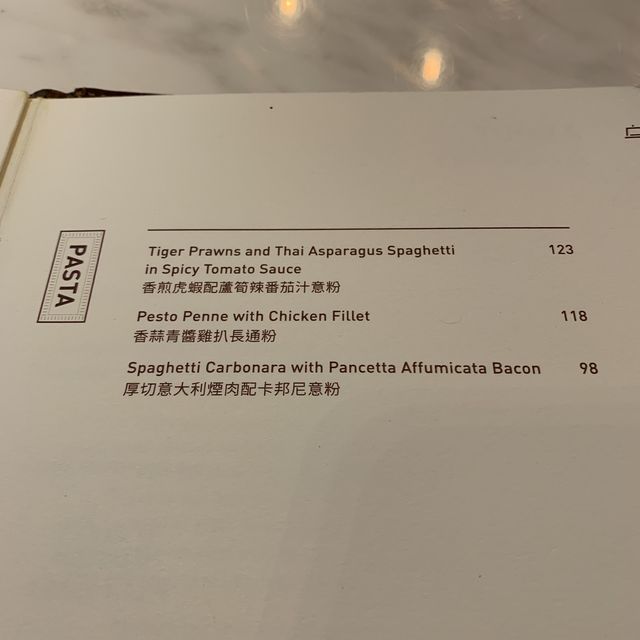 PASTA
Tiger Prawns and Thai Asparagus Spaghetti 123
in Spicy Tomato Sauce
香煎虎蝦配蘆筍辣番茄汁意粉
Pesto Penne with Chicken Fillet 118
香蒜青醬雞扒長通粉
Spaghetti Carbonara with Pancetta Affumicata Bacon 98
厚切意大利煙肉配卡邦尼意粉